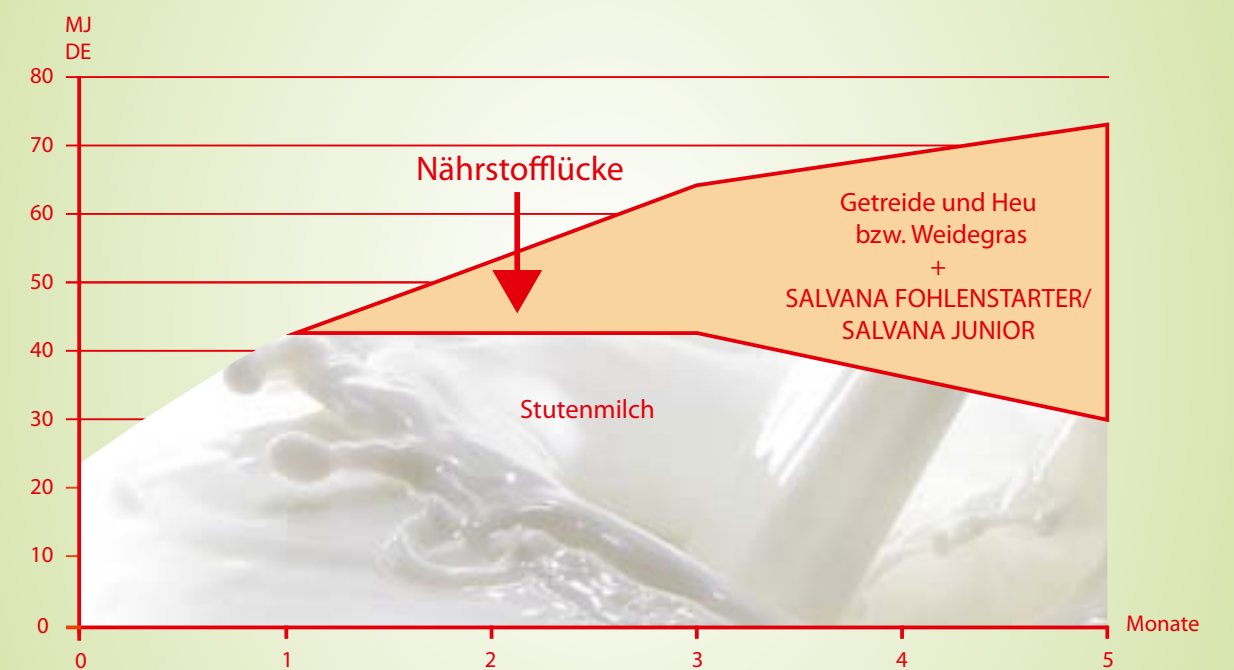 MJ
DE
80
70
60
50
40
30
20
10
0
Nährstofflücke
Getreide und Heu
bzw. Weidegras
+
SALVANA FOHLENSTARTER/
SALVANA JUNIOR
Stutenmilch
Monate
0 1 2 3 4 5